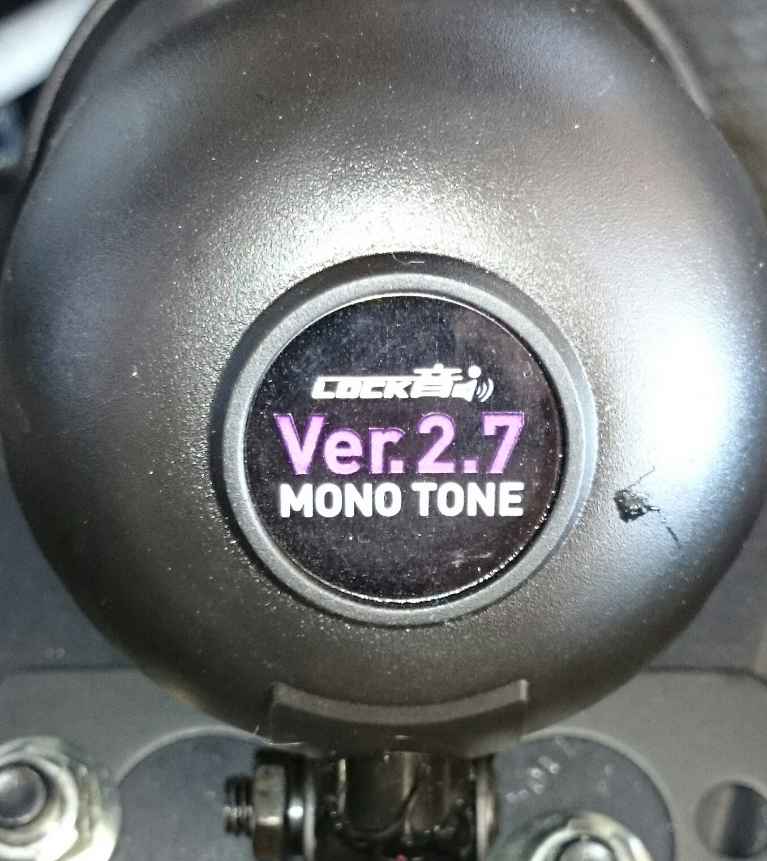 COCK音
Ver.2.7
MONO TONE